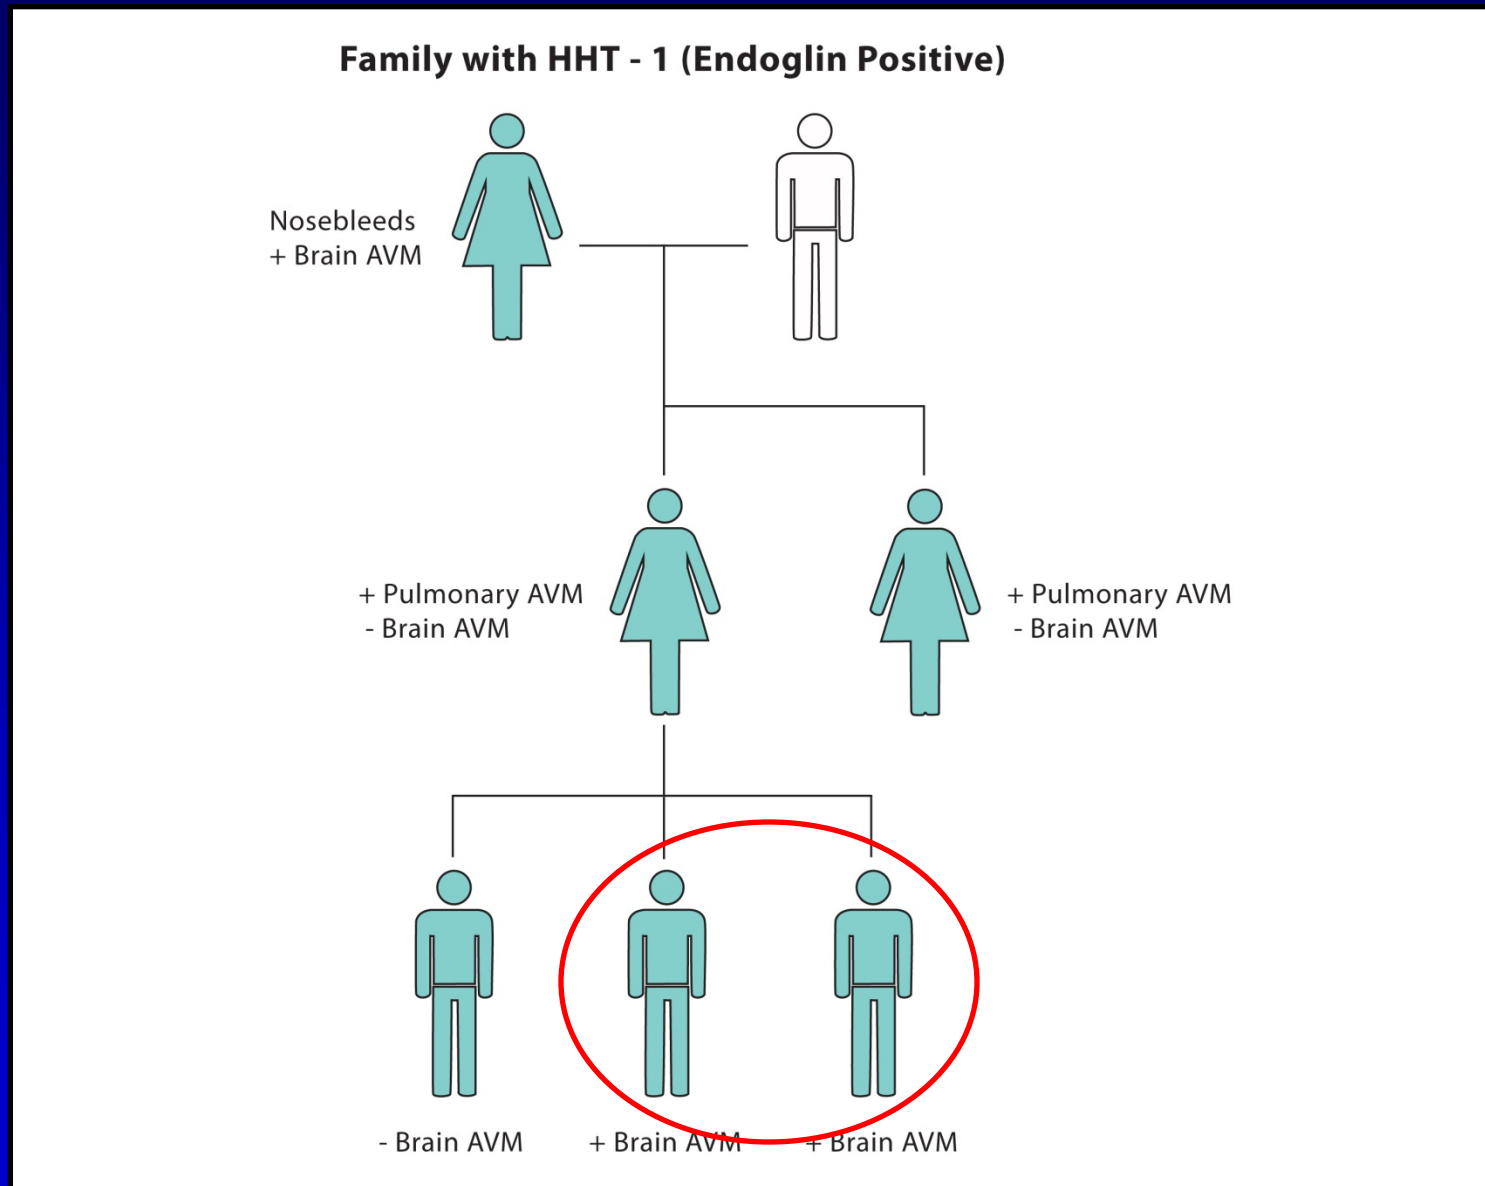 Family with HHT - 1 (Endoglin Positive)
Nosebleeds
+ Brain AVM
+ Pulmonary AVM
- Brain AVM
+ Pulmonary AVM
- Brain AVM
- Brain AVM
+ Brain AVM
+ Brain AVM